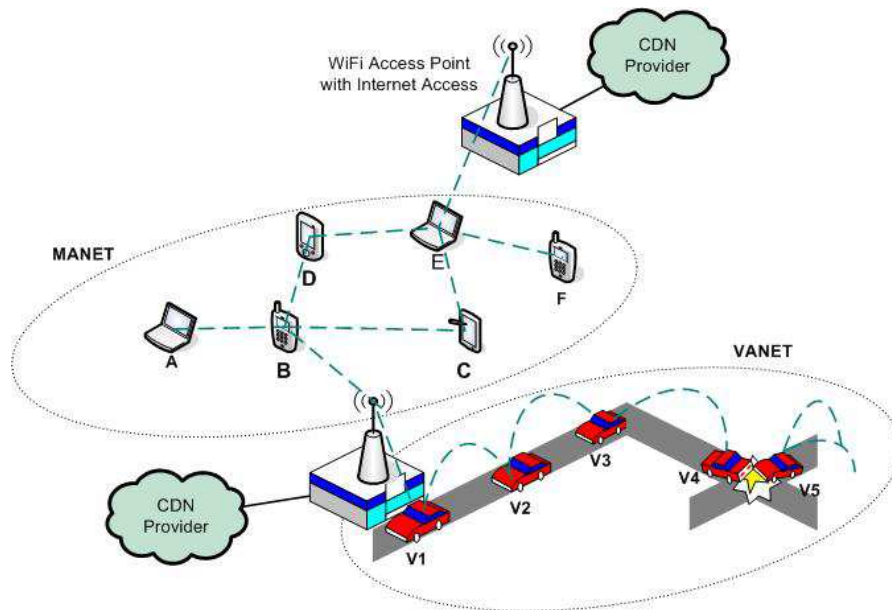 CDN
Provider
WiFi Access Point
with Internet Access
MANET
D
E
F
A
B
C
VANET
V3
V4
V5
V2
V1
CDN
Provider